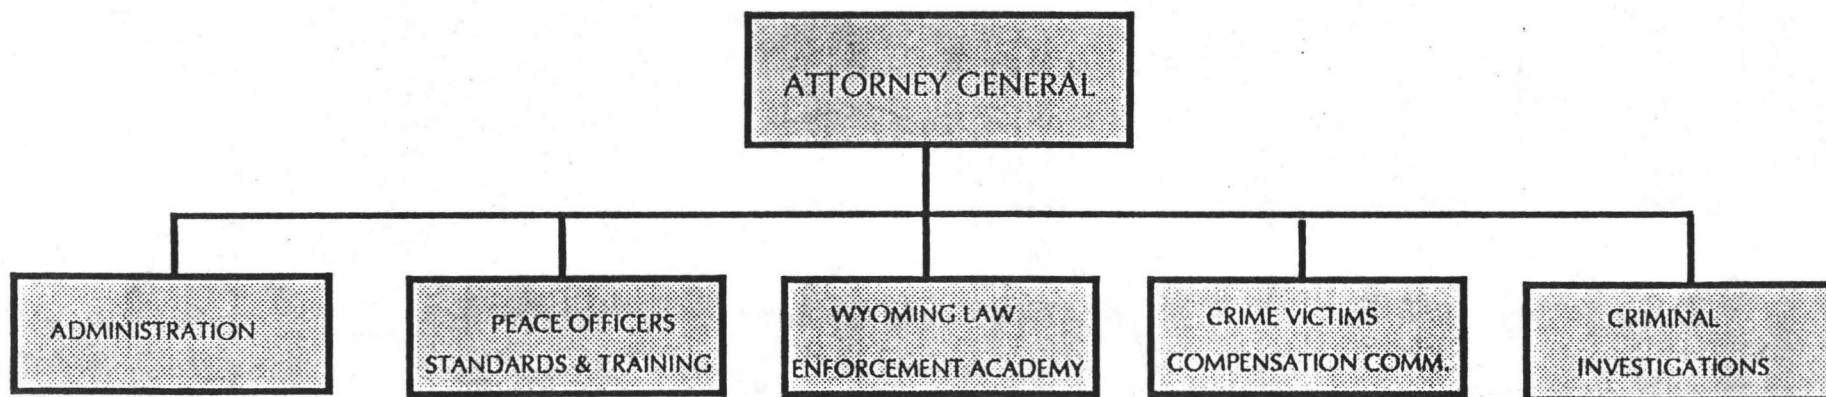 ATTORNEY GENERAL
ADMINISTRATION
PEACE OFFICERS
STANDARDS & TRAINING
WYOMING LAW
ENFORCEMENT ACADEMY
CRIME VICTIMS
COMPENSATION COMM.
CRIMINAL
INVESTIGATIONS